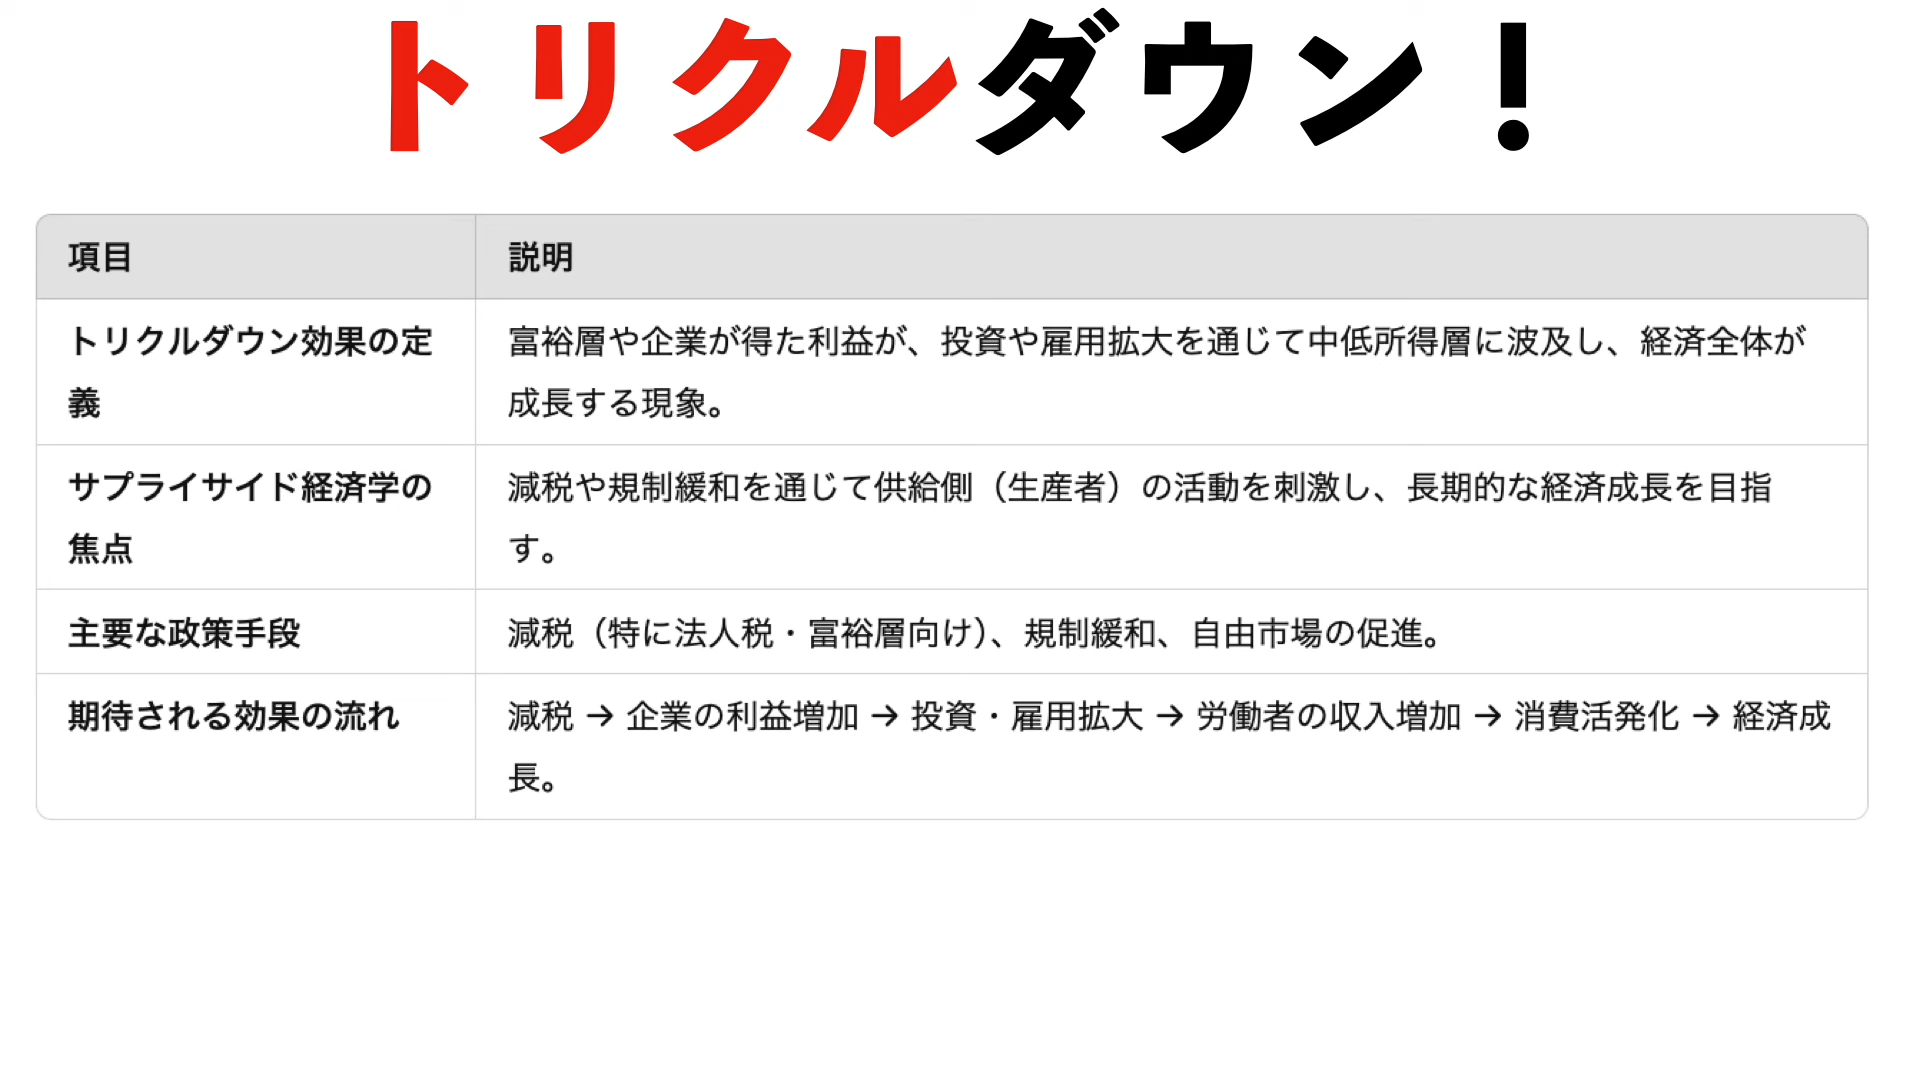 トリクルダウン！
項目
説明
トリクルダウン効果の定
義
富裕層や企業が得た利益が、投資や雇用拡大を通じて中低所得層に波及し、経済全体が
成長する現象。
サプライサイド経済学の
焦点
減税や規制緩和を通じて供給側（生産者）の活動を刺激し、長期的な経済成長を目指
す。
主要な政策手段
減税（特に法人税・富裕層向け）、規制緩和、自由市場の促進。
期待される効果の流れ
減税 → 企業の利益増加 → 投資・雇用拡大 → 労働者の収入増加 → 消費活発化 → 経済成
長。